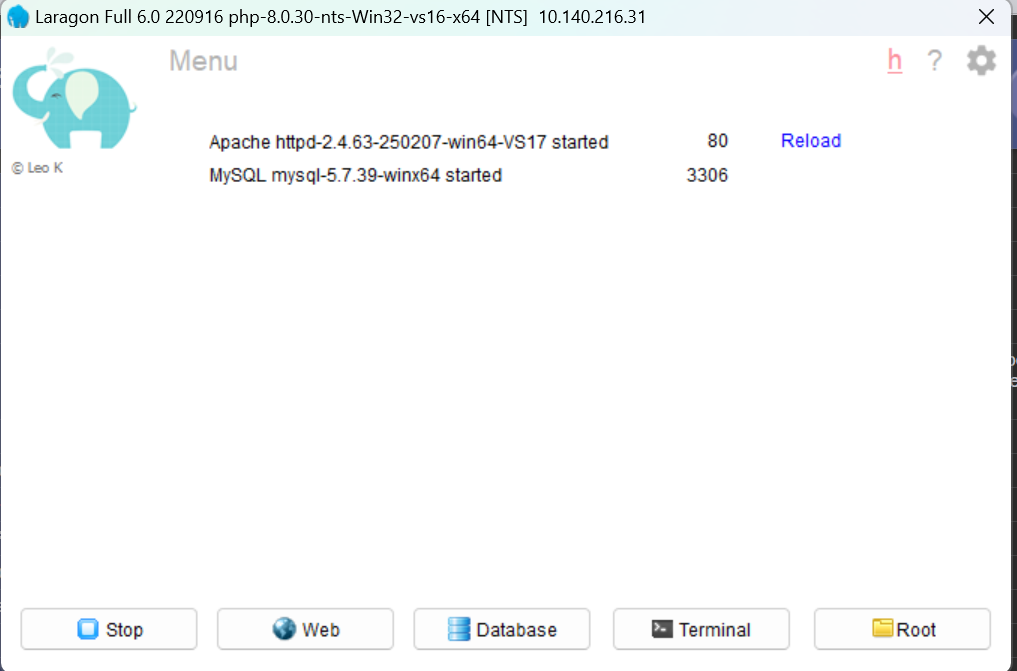 Laragon Full 6.0 220916 php-8.0.30-nts-Win32-vs16-x64 [NTS]  10.140.216.31
Menu
h ?
© Leo K
Apache httpd-2.4.63-250207-win64-VS17 started 80 Reload
MySQL mysql-5.7.39-winx64 started 3306
Stop Web Database Terminal Root